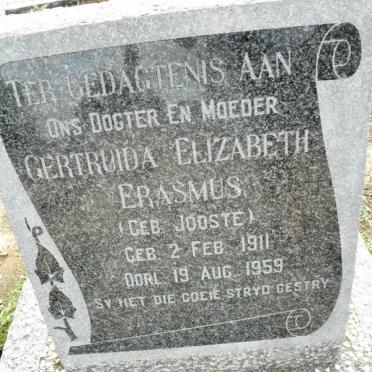 TER GEDAGTENIS AAN
ONS DOGTER EN MOEDER
GERTRUIDA ELIZABETH
ERASMUS
(GEB. JOOSTE)
GEB. 2 FEB. 1911
OORL. 19 AUG. 1959
SY HET DIE GOEIE STRYD GESTRY